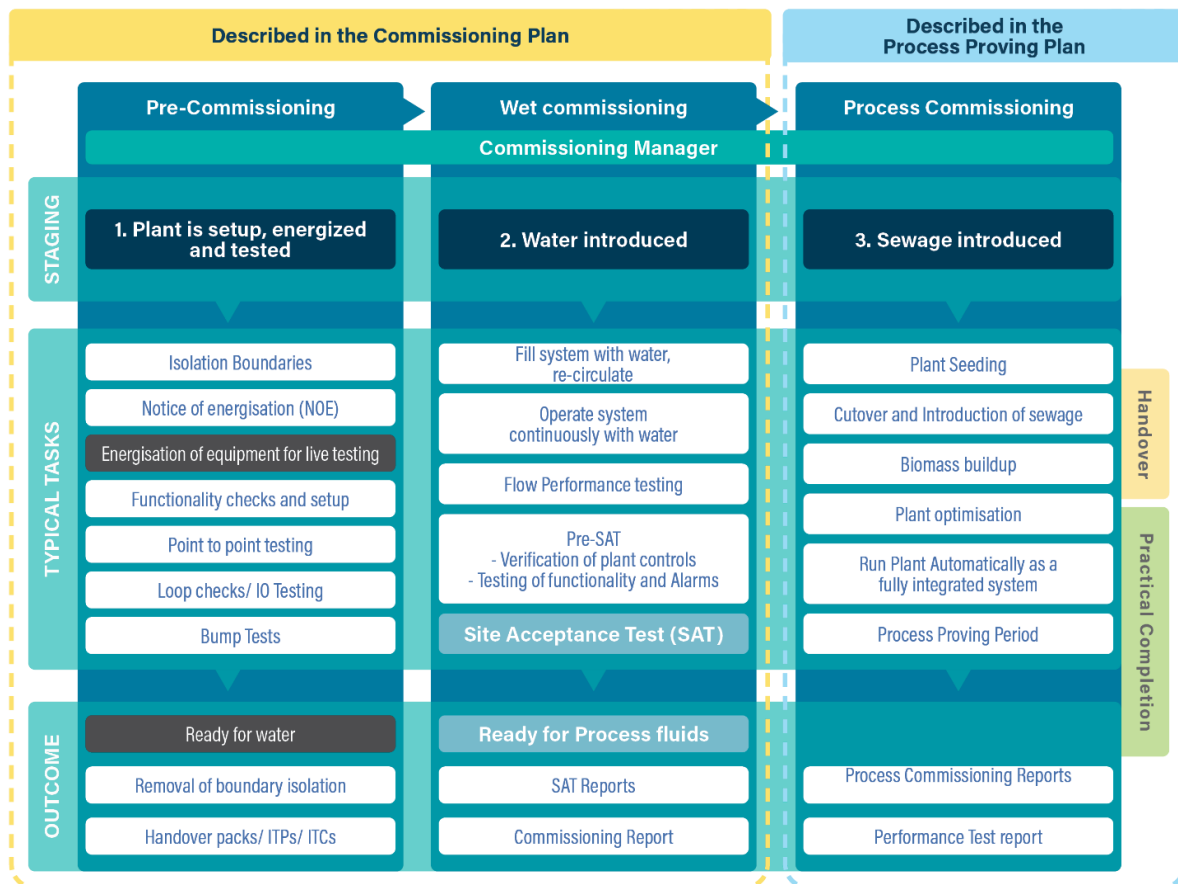 Described in the Commissioning Plan
Described in the
Process Proving Plan
Pre-Commissioning
Wet commissioning
Process Commissioning
Commissioning Manager
STAGING
1. Plant is setup, energized
and tested
2. Water introduced
3. Sewage introduced
TYPICAL TASKS
Isolation Boundaries
Notice of energisation (NOE)
Energisation of equipment for live testing
Functionality checks and setup
Point to point testing
Loop checks/ IO Testing
Bump Tests
Fill system with water,
re-circulate
Operate system
continuously with water
Flow Performance testing
Pre-SAT
- Verification of plant controls
- Testing of functionality and Alarms
Site Acceptance Test (SAT)
Plant Seeding
Cutover and Introduction of sewage
Biomass buildup
Plant optimisation
Run Plant Automatically as a
fully integrated system
Process Proving Period
Handover
Practical Completion
OUTCOME
Ready for water
Removal of boundary isolation
Handover packs/ ITPs/ ITCs
Ready for Process fluids
SAT Reports
Commissioning Report
Process Commissioning Reports
Performance Test report